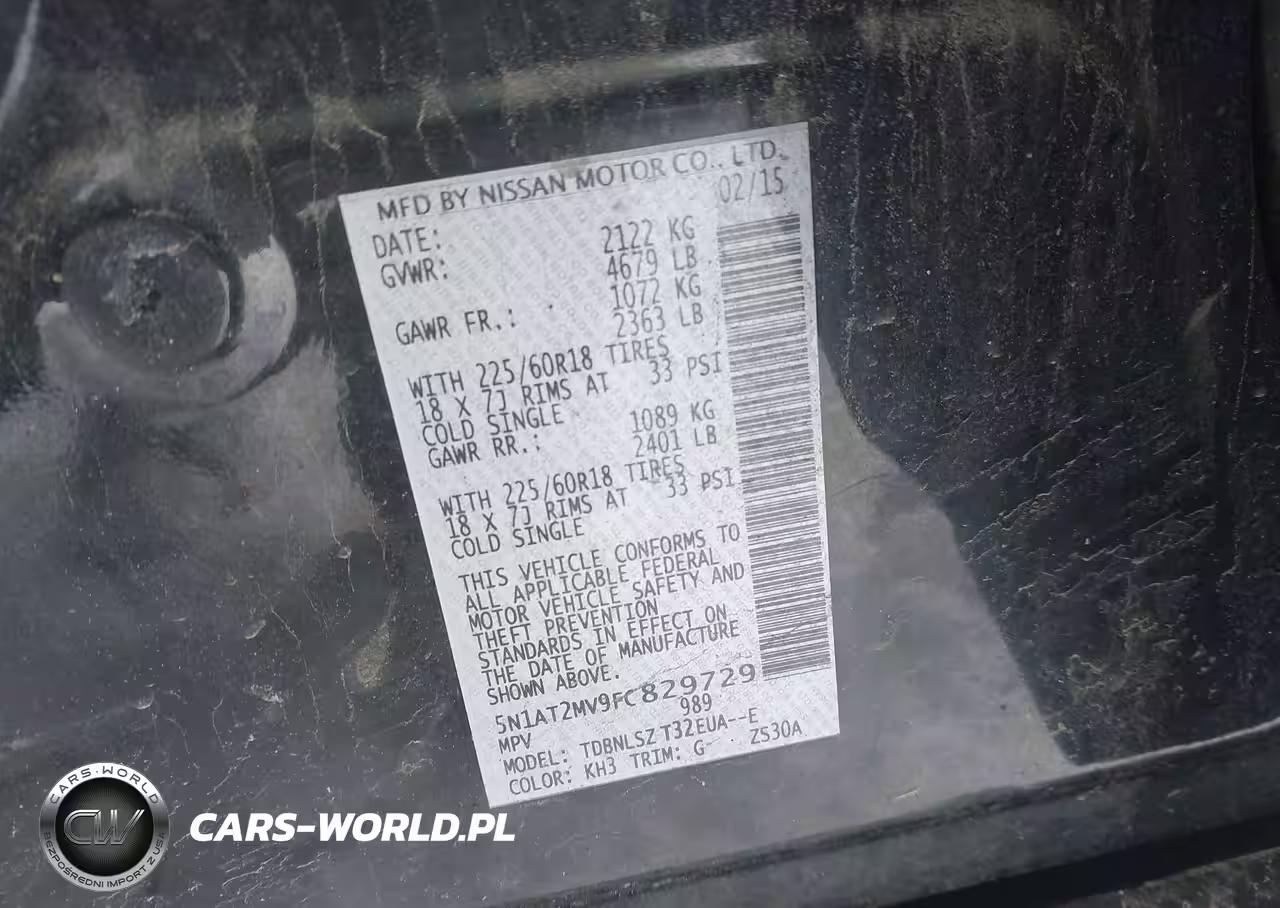 MFD BY NISSAN MOTOR CO., LTD.
DATE: 02/15
GVWR: 2122 KG
4679 LB
GAWR FR.: 1072 KG
2363 LB
WITH 225/60R18 TIRES
18 X 7J RIMS AT 33 PSI
COLD SINGLE
GAWR RR.: 1089 KG
2401 LB
WITH 225/60R18 TIRES
18 X 7J RIMS AT 33 PSI
COLD SINGLE
THIS VEHICLE CONFORMS TO
ALL APPLICABLE FEDERAL
MOTOR VEHICLE SAFETY AND
THEFT PREVENTION
STANDARDS IN EFFECT ON
THE DATE OF MANUFACTURE
SHOWN ABOVE.
5N1AT2MV9FC829729
MPV 989
MODEL: TDBNLSZ T32EUA--E
COLOR: KH3 TRIM: G ZS30A
CARS-WORLD
CW
BEZPOŚREDNI IMPORT Z USA
CARS-WORLD.PL